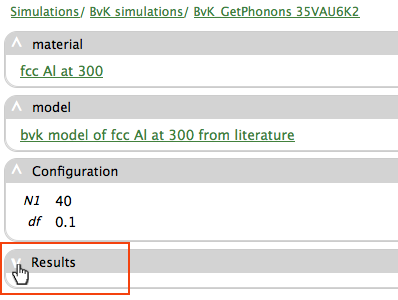 Simulations/ BvK simulations/ BvK_GetPhonons 35VAU6K2
material
fcc Al at 300
model
bvk model of fcc Al at 300 from literature
Configuration
N1 40
df 0.1
Results